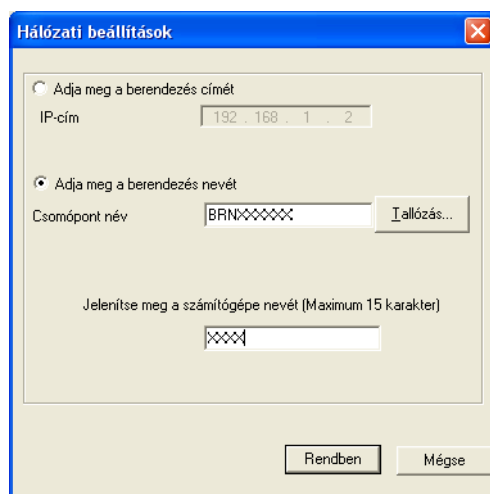 Hálózati beállítások
Adja meg a berendezés címét
IP-cím 192 . 168 . 1 . 2
Adja meg a berendezés nevét
Csomópont név BRNXXXXXX Tallózás...
Jelenítse meg a számítógépe nevét (Maximum 15 karakter)
XXXX
Rendben Mégse